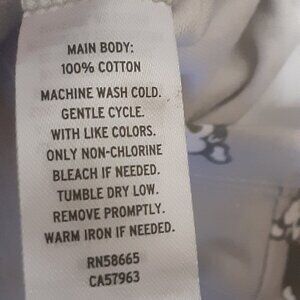 MAIN BODY:
100% COTTON
MACHINE WASH COLD.
GENTLE CYCLE.
WITH LIKE COLORS.
ONLY NON-CHLORINE
BLEACH IF NEEDED.
TUMBLE DRY LOW.
REMOVE PROMPTLY.
WARM IRON IF NEEDED.
RN58665
CA57963